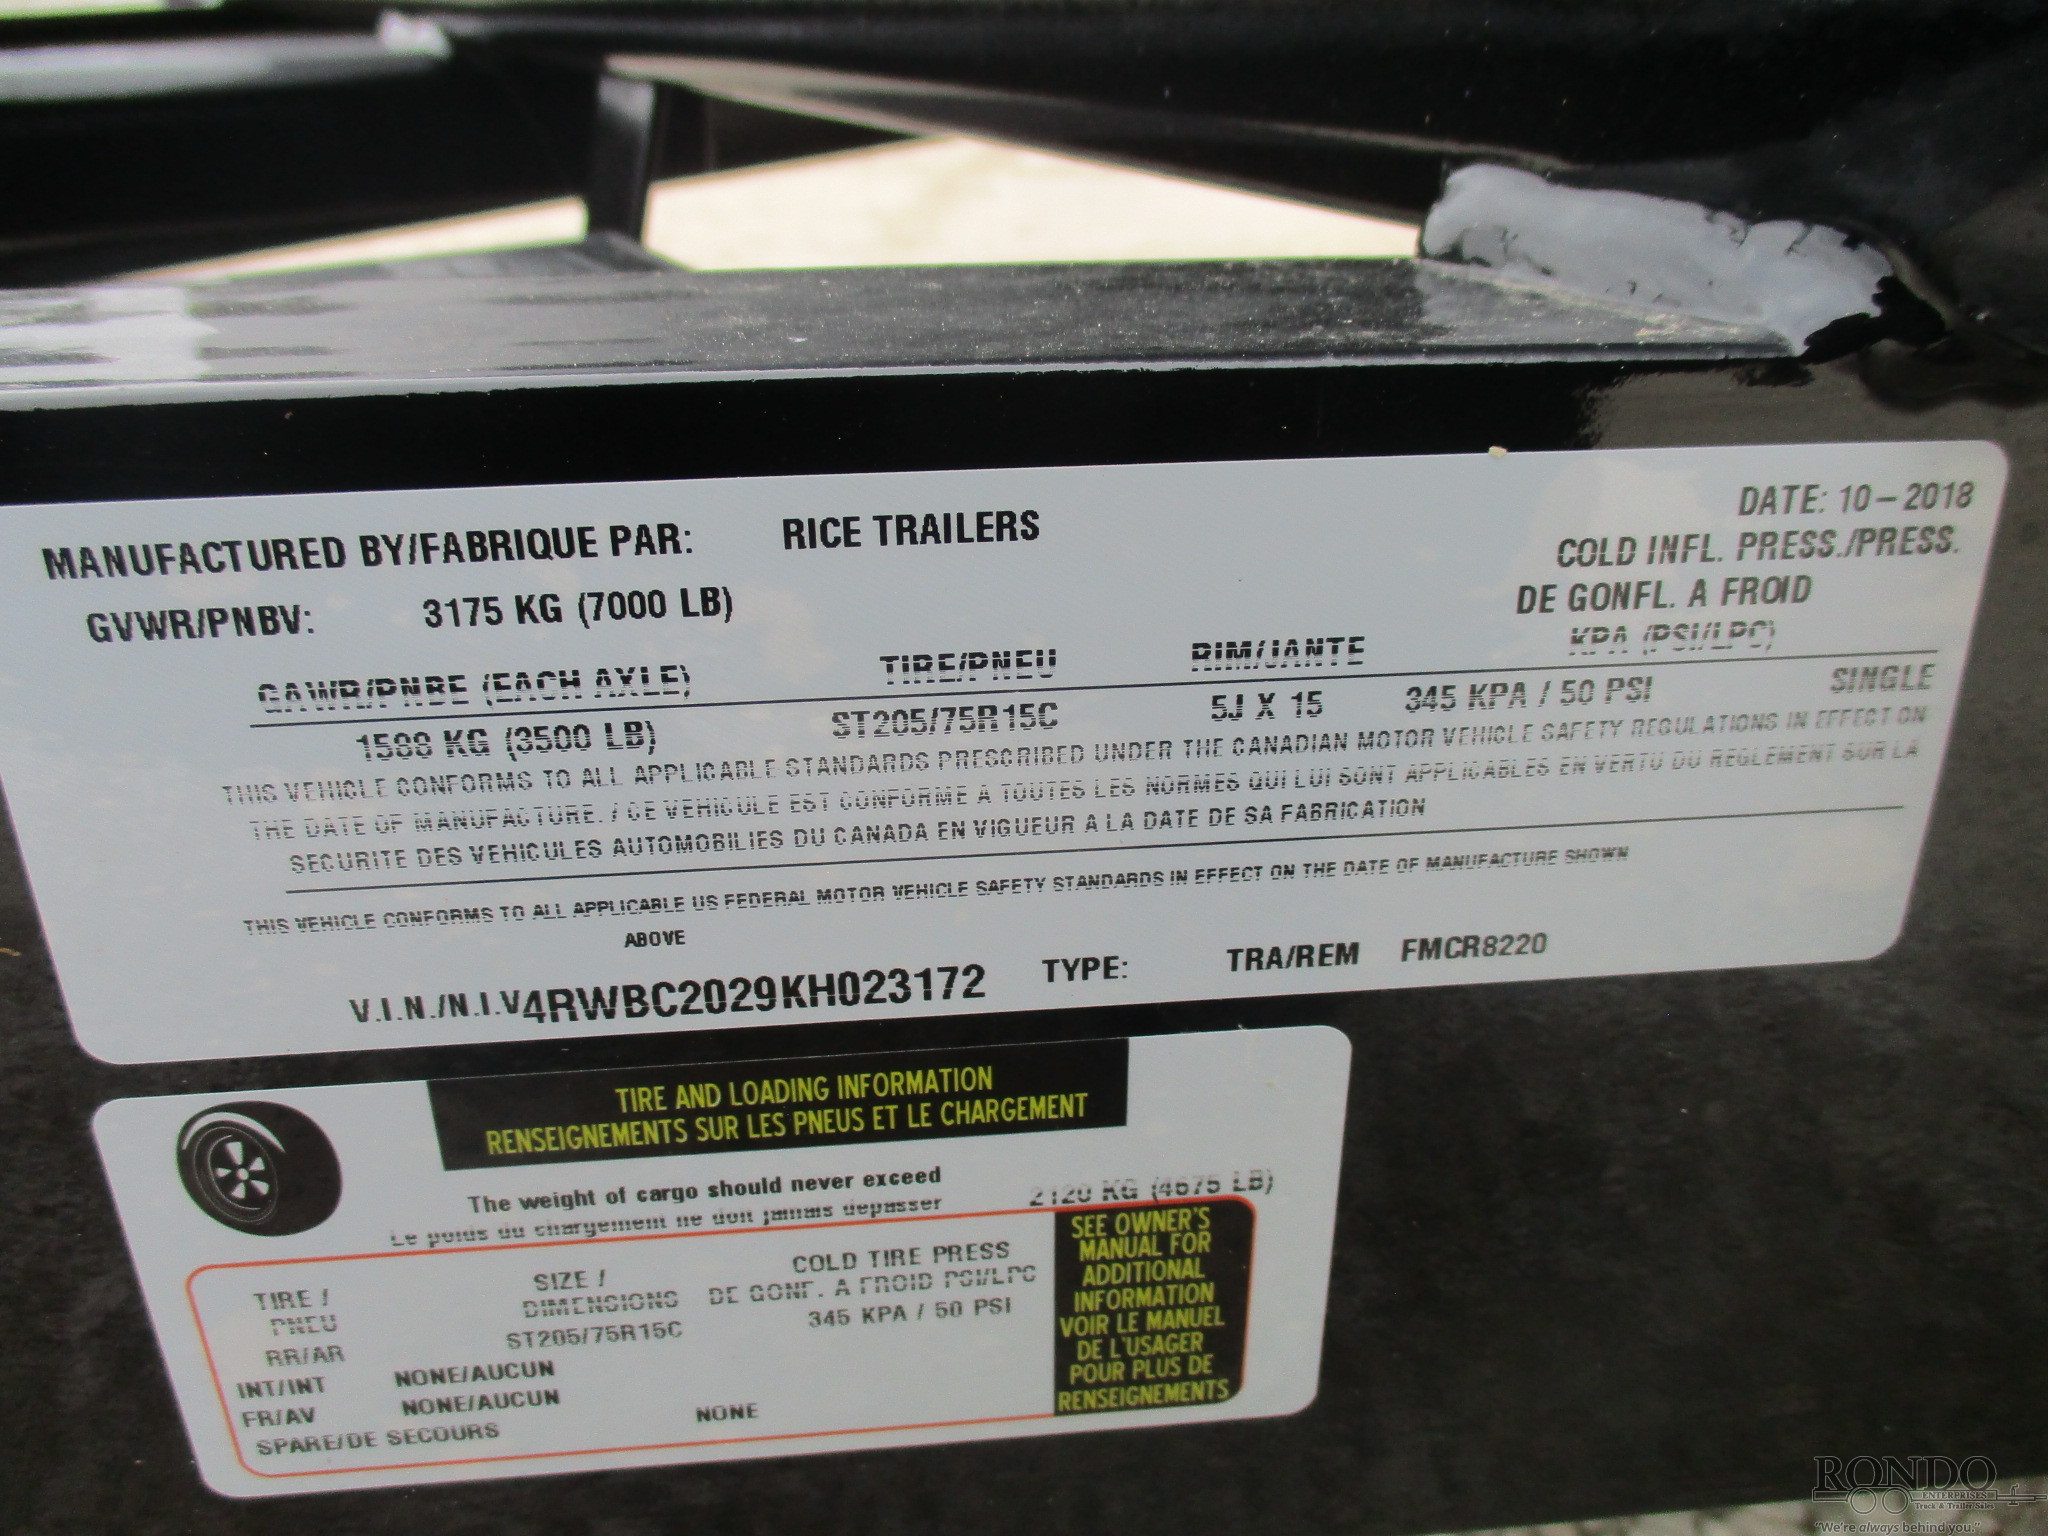 DATE: 10-2018
MANUFACTURED BY/FABRIQUE PAR: RICE TRAILERS
COLD INFL. PRESS./PRESS.
GVWR/PNBV: 3175 KG (7000 LB)
DE GONFL. A FROID
KPA (PSI/LPC)
GAWR/PNBE (EACH AXLE) TIRE/PNEU RIM/JANTE
1588 KG (3500 LB) ST205/75R15C 5J X 15 345 KPA / 50 PSI SINGLE
THIS VEHICLE CONFORMS TO ALL APPLICABLE STANDARDS PRESCRIBED UNDER THE CANADIAN MOTOR VEHICLE SAFETY REGULATIONS IN EFFECT ON
THE DATE OF MANUFACTURE. / CE VEHICULE EST CONFORME A TOUTES LES NORMES QUI LUI SONT APPLICABLES EN VERTU DU REGLEMENT SUR LA
SECURITE DES VEHICULES AUTOMOBILIES DU CANADA EN VIGUEUR A LA DATE DE SA FABRICATION
THIS VEHICLE CONFORMS TO ALL APPLICABLE US FEDERAL MOTOR VEHICLE SAFETY STANDARDS IN EFFECT ON THE DATE OF MANUFACTURE SHOWN
ABOVE
V.I.N./N.I.V4RWBC2029KH023172 TYPE: TRA/REM FMCR8220
TIRE AND LOADING INFORMATION
RENSEIGNEMENTS SUR LES PNEUS ET LE CHARGEMENT
The weight of cargo should never exceed
2120 KG (4675 LB)
Le poids du chargement ne doit jamais depasser
TIRE / SIZE / COLD TIRE PRESS
PNEU DIMENSIONS DE GONF. A FROID PSI/LPC
RR/AR ST205/75R15C 345 KPA / 50 PSI
INT/INT NONE/AUCUN
FR/AV NONE/AUCUN
SPARE/DE SECOURS NONE
SEE OWNER'S
MANUAL FOR
ADDITIONAL
INFORMATION
VOIR LE MANUEL
DE L'USAGER
POUR PLUS DE
RENSEIGNEMENTS
RONDO
ENTERPRISES
Truck & Trailer Sales
"We're always behind you."